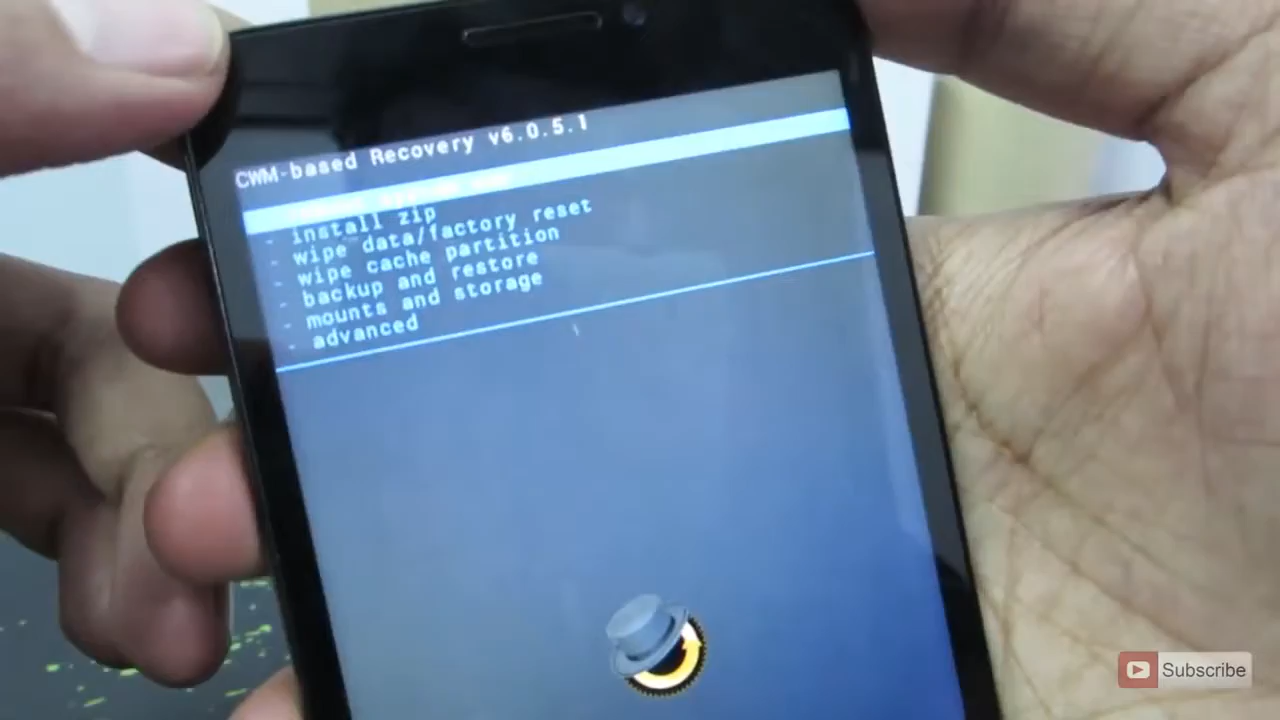 CWM-based Recovery v6.0.5.1
- install zip
- wipe data/factory reset
- wipe cache partition
- backup and restore
- mounts and storage
- advanced
Subscribe